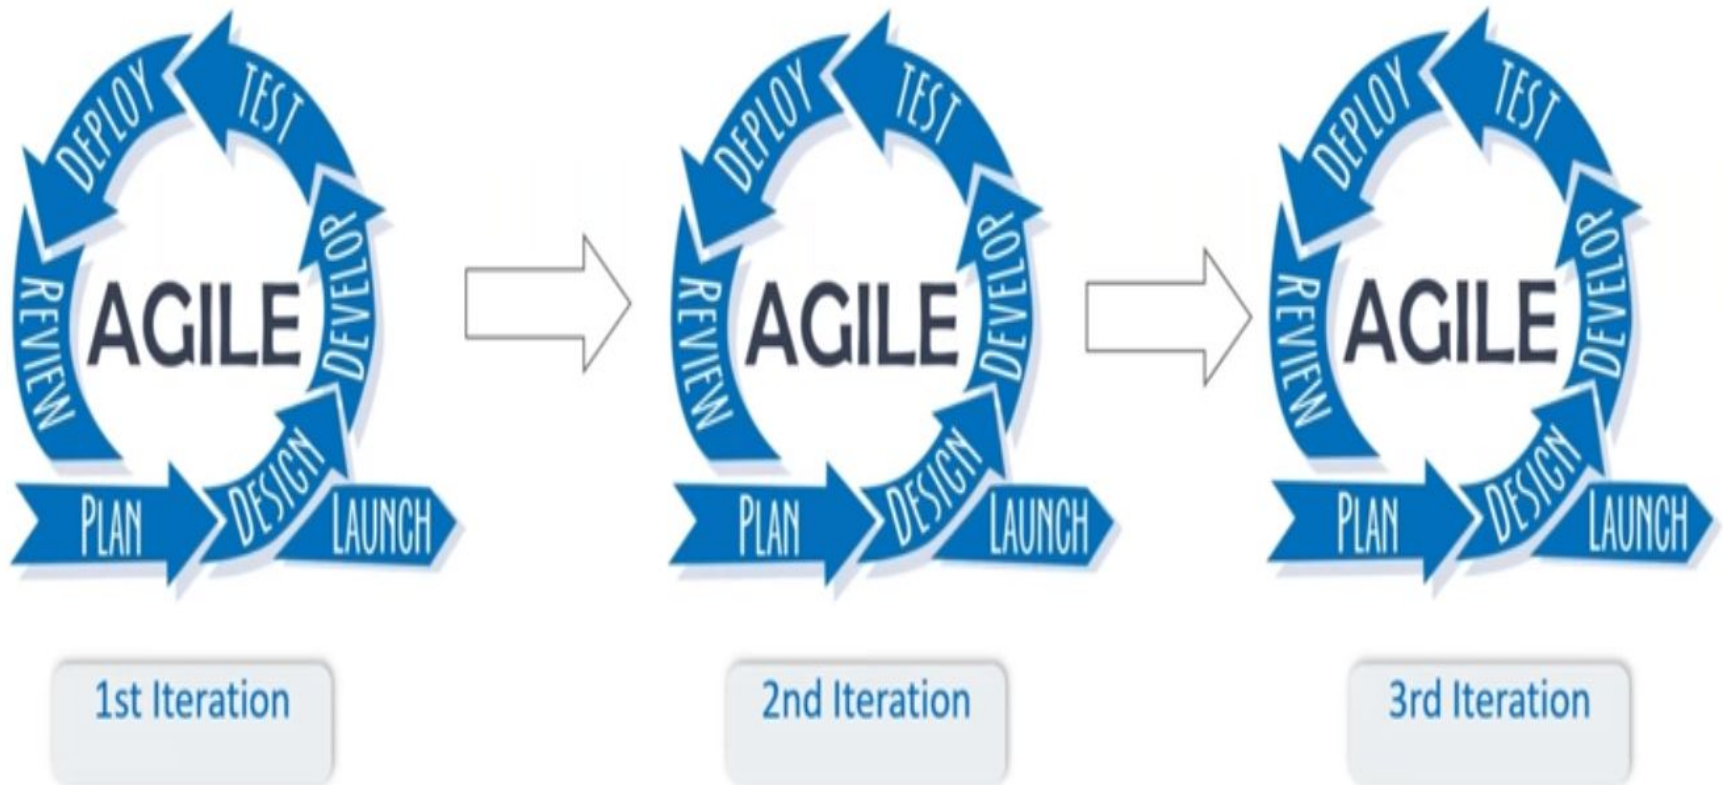 DEPLOY
TEST
REVIEW
AGILE
DEVELOP
PLAN
DESIGN
LAUNCH
1st Iteration
DEPLOY
TEST
REVIEW
AGILE
DEVELOP
PLAN
DESIGN
LAUNCH
2nd Iteration
DEPLOY
TEST
REVIEW
AGILE
DEVELOP
PLAN
DESIGN
LAUNCH
3rd Iteration